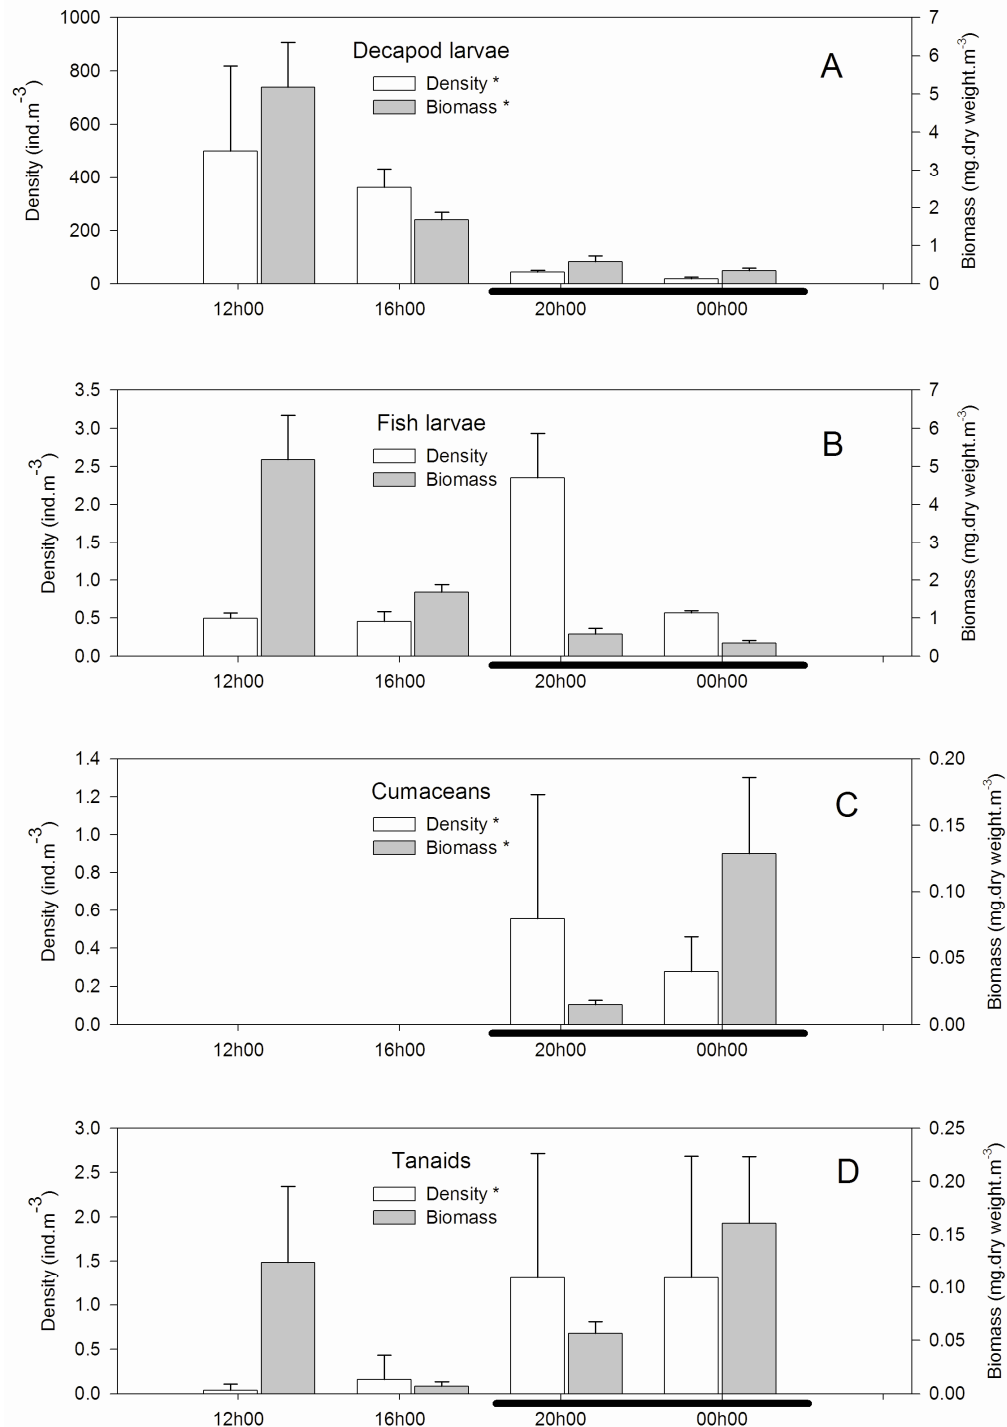 Decapod larvae
Density *
Biomass *
A
Density (ind.m-3)
Biomass (mg.dry weight.m-3)
1000
800
600
400
200
0
7
6
5
4
3
2
1
0
12h00 16h00 20h00 00h00
Fish larvae
Density
Biomass
B
Density (ind.m-3)
Biomass (mg.dry weight.m-3)
3.5
3.0
2.5
2.0
1.5
1.0
0.5
0.0
7
6
5
4
3
2
1
0
12h00 16h00 20h00 00h00
Cumaceans
Density *
Biomass *
C
Density (ind.m-3)
Biomass (mg.dry weight.m-3)
1.4
1.2
1.0
0.8
0.6
0.4
0.2
0.0
0.20
0.15
0.10
0.05
0.00
12h00 16h00 20h00 00h00
Tanaids
Density *
Biomass
D
Density (ind.m-3)
Biomass (mg.dry weight.m-3)
3.0
2.5
2.0
1.5
1.0
0.5
0.0
0.25
0.20
0.15
0.10
0.05
0.00
12h00 16h00 20h00 00h00